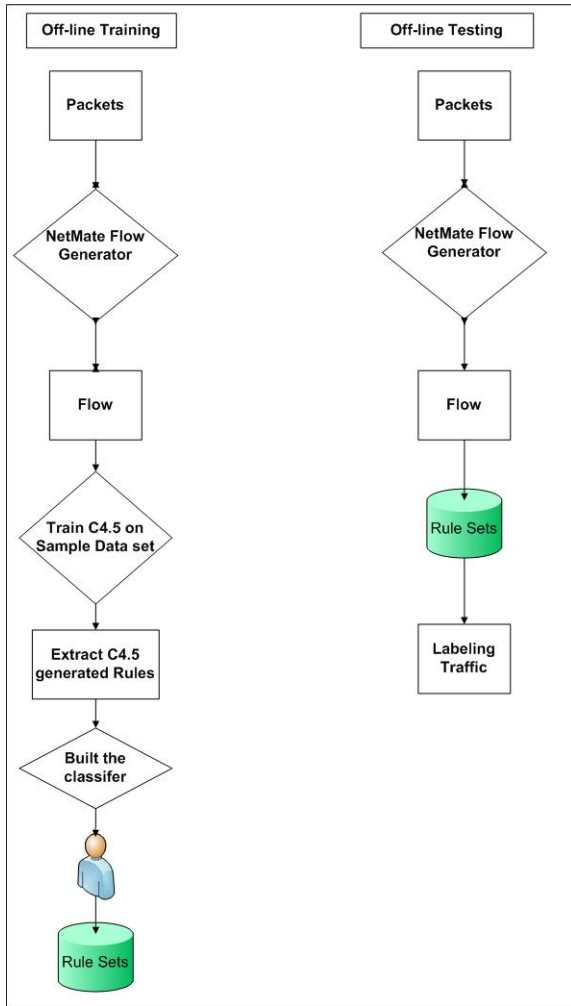 Off-line Training
Packets
NetMate Flow
Generator
Flow
Train C4.5 on
Sample Data set
Extract C4.5
generated Rules
Built the
classifer
Rule Sets
Off-line Testing
Packets
NetMate Flow
Generator
Flow
Rule Sets
Labeling
Traffic